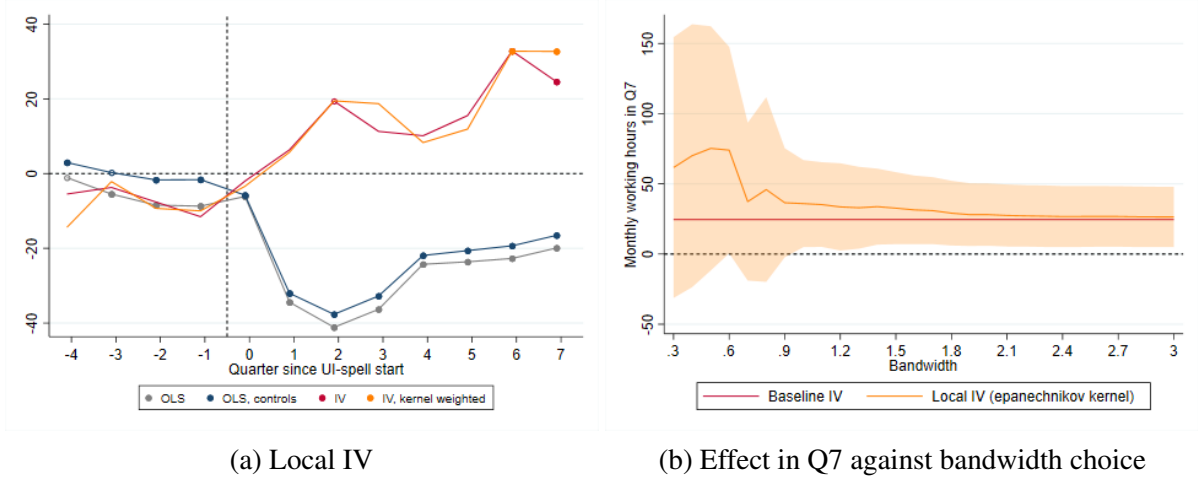 40
20
0
20
-40
-4 -3 -2 -1 0 1 2 3 4 5 6 7
Quarter since UI-spell start
OLS OLS, controls IV IV, kernel weighted
(a) Local IV
Monthly working hours in Q7
150
100
50
0
-50
.3 .6 .9 1.2 1.5 1.8 2.1 2.4 2.7 3
Bandwidth
Baseline IV Local IV (epanechnikov kernel)
(b) Effect in Q7 against bandwidth choice